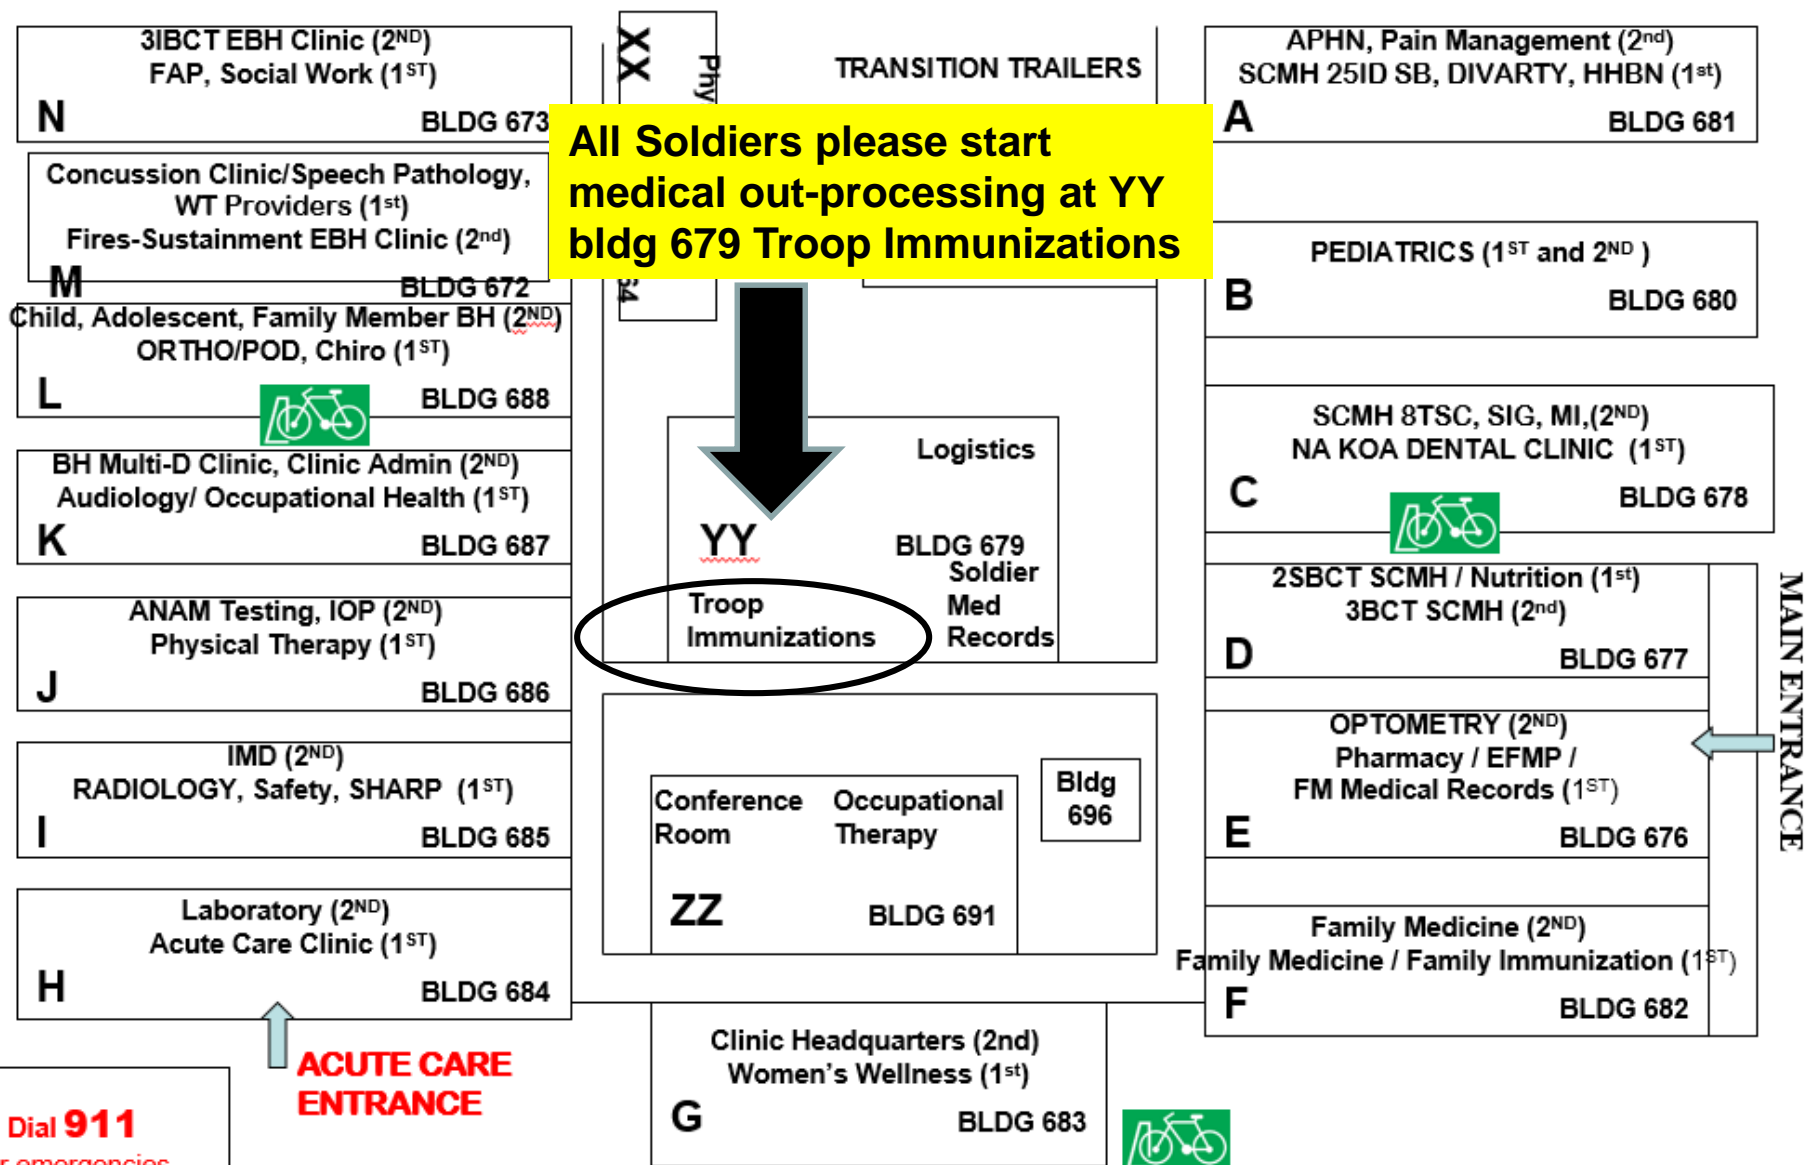 3IBCT EBH Clinic (2ND)
FAP, Social Work (1ST)
N BLDG 673
Concussion Clinic/Speech Pathology,
WT Providers (1st)
Fires-Sustainment EBH Clinic (2nd)
M BLDG 672
Child, Adolescent, Family Member BH (2ND)
ORTHO/POD, Chiro (1ST)
L BLDG 688
BH Multi-D Clinic, Clinic Admin (2ND)
Audiology/ Occupational Health (1ST)
K BLDG 687
ANAM Testing, IOP (2ND)
Physical Therapy (1ST)
J BLDG 686
IMD (2ND)
RADIOLOGY, Safety, SHARP (1ST)
I BLDG 685
Laboratory (2ND)
Acute Care Clinic (1ST)
H BLDG 684
ACUTE CARE
ENTRANCE
Dial 911
emergencies
XX
TRANSITION TRAILERS
All Soldiers please start
medical out-processing at YY
bldg 679 Troop Immunizations
Logistics
YY BLDG 679
Soldier
Troop Med
Immunizations Records
Conference Occupational
Room Therapy
ZZ BLDG 691
Bldg
696
Clinic Headquarters (2nd)
Women's Wellness (1st)
G BLDG 683
APHN, Pain Management (2nd)
SCMH 25ID SB, DIVARTY, HHBN (1st)
A BLDG 681
PEDIATRICS (1ST and 2ND )
B BLDG 680
SCMH 8TSC, SIG, MI,(2ND)
NA KOA DENTAL CLINIC (1ST)
C BLDG 678
2SBCT SCMH / Nutrition (1st)
3BCT SCMH (2nd)
D BLDG 677
OPTOMETRY (2ND)
Pharmacy / EFMP /
FM Medical Records (1ST)
E BLDG 676
Family Medicine (2ND)
Family Medicine / Family Immunization (1ST)
F BLDG 682
MAIN ENTRANCE